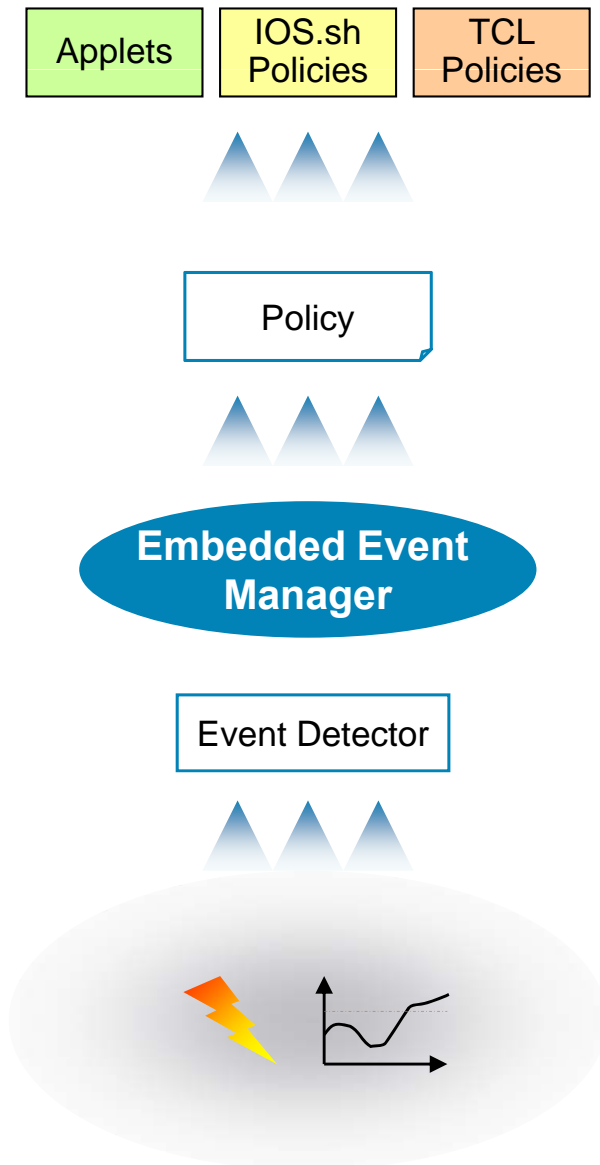 Applets
IOS.sh
Policies
TCL
Policies
Policy
Embedded Event
Manager
Event Detector